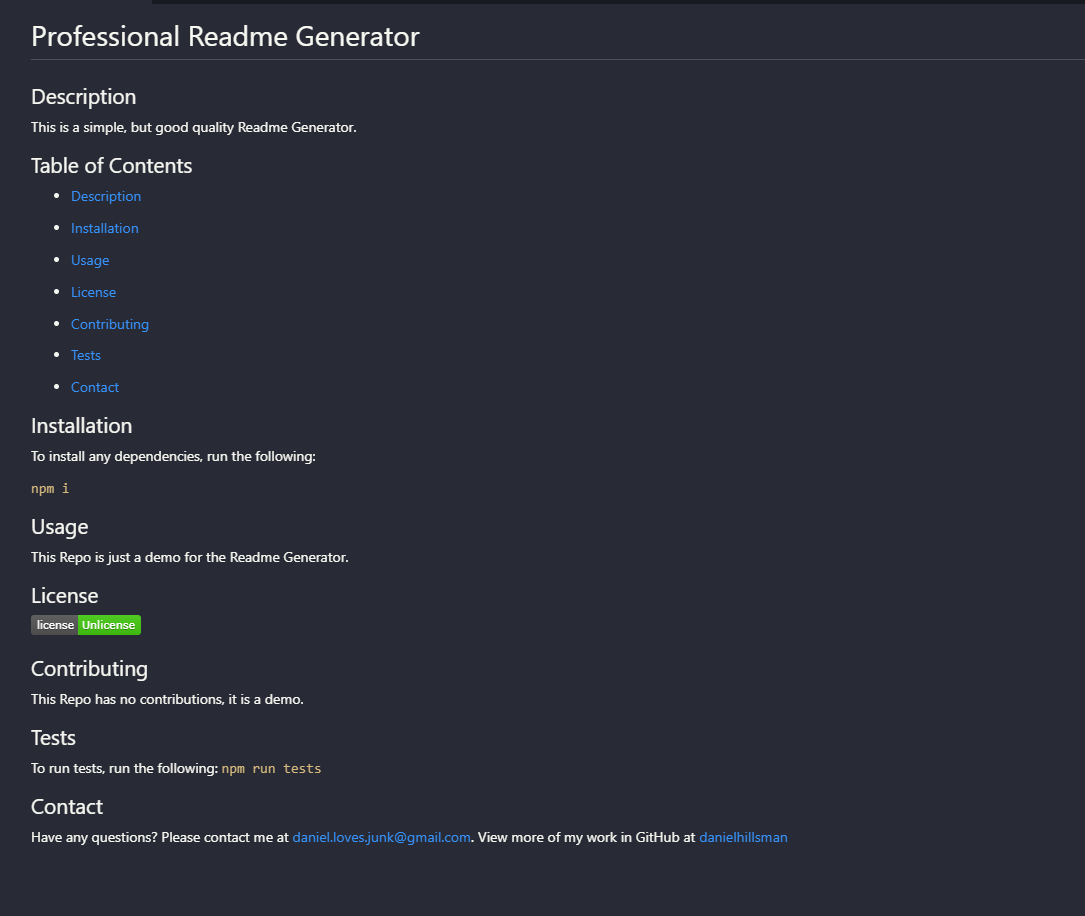 Professional Readme Generator
Description
This is a simple, but good quality Readme Generator.
Table of Contents
Description
Installation
Usage
License
Contributing
Tests
Contact
Installation
To install any dependencies, run the following:
npm i
Usage
This Repo is just a demo for the Readme Generator.
License
license Unlicense
Contributing
This Repo has no contributions, it is a demo.
Tests
To run tests, run the following: npm run tests
Contact
Have any questions? Please contact me at daniel.loves.junk@gmail.com. View more of my work in GitHub at danielhillsman